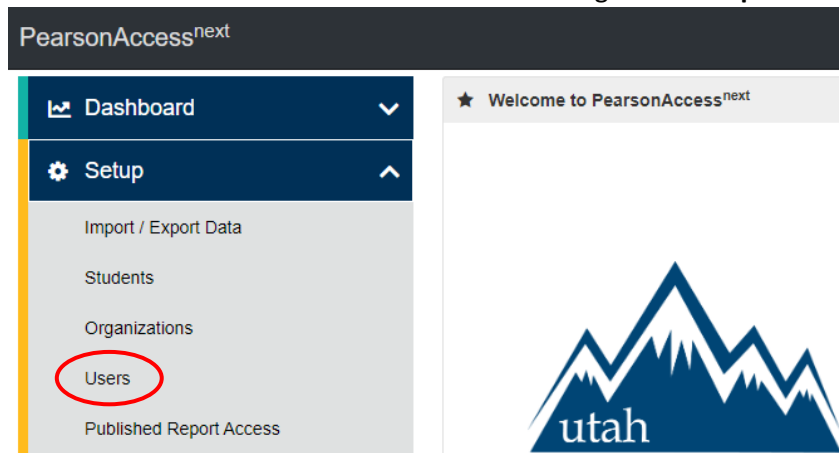 PearsonAccessnext
Dashboard
Setup
Import / Export Data
Students
Organizations
Users
Published Report Access
Welcome to PearsonAccessnext
utah